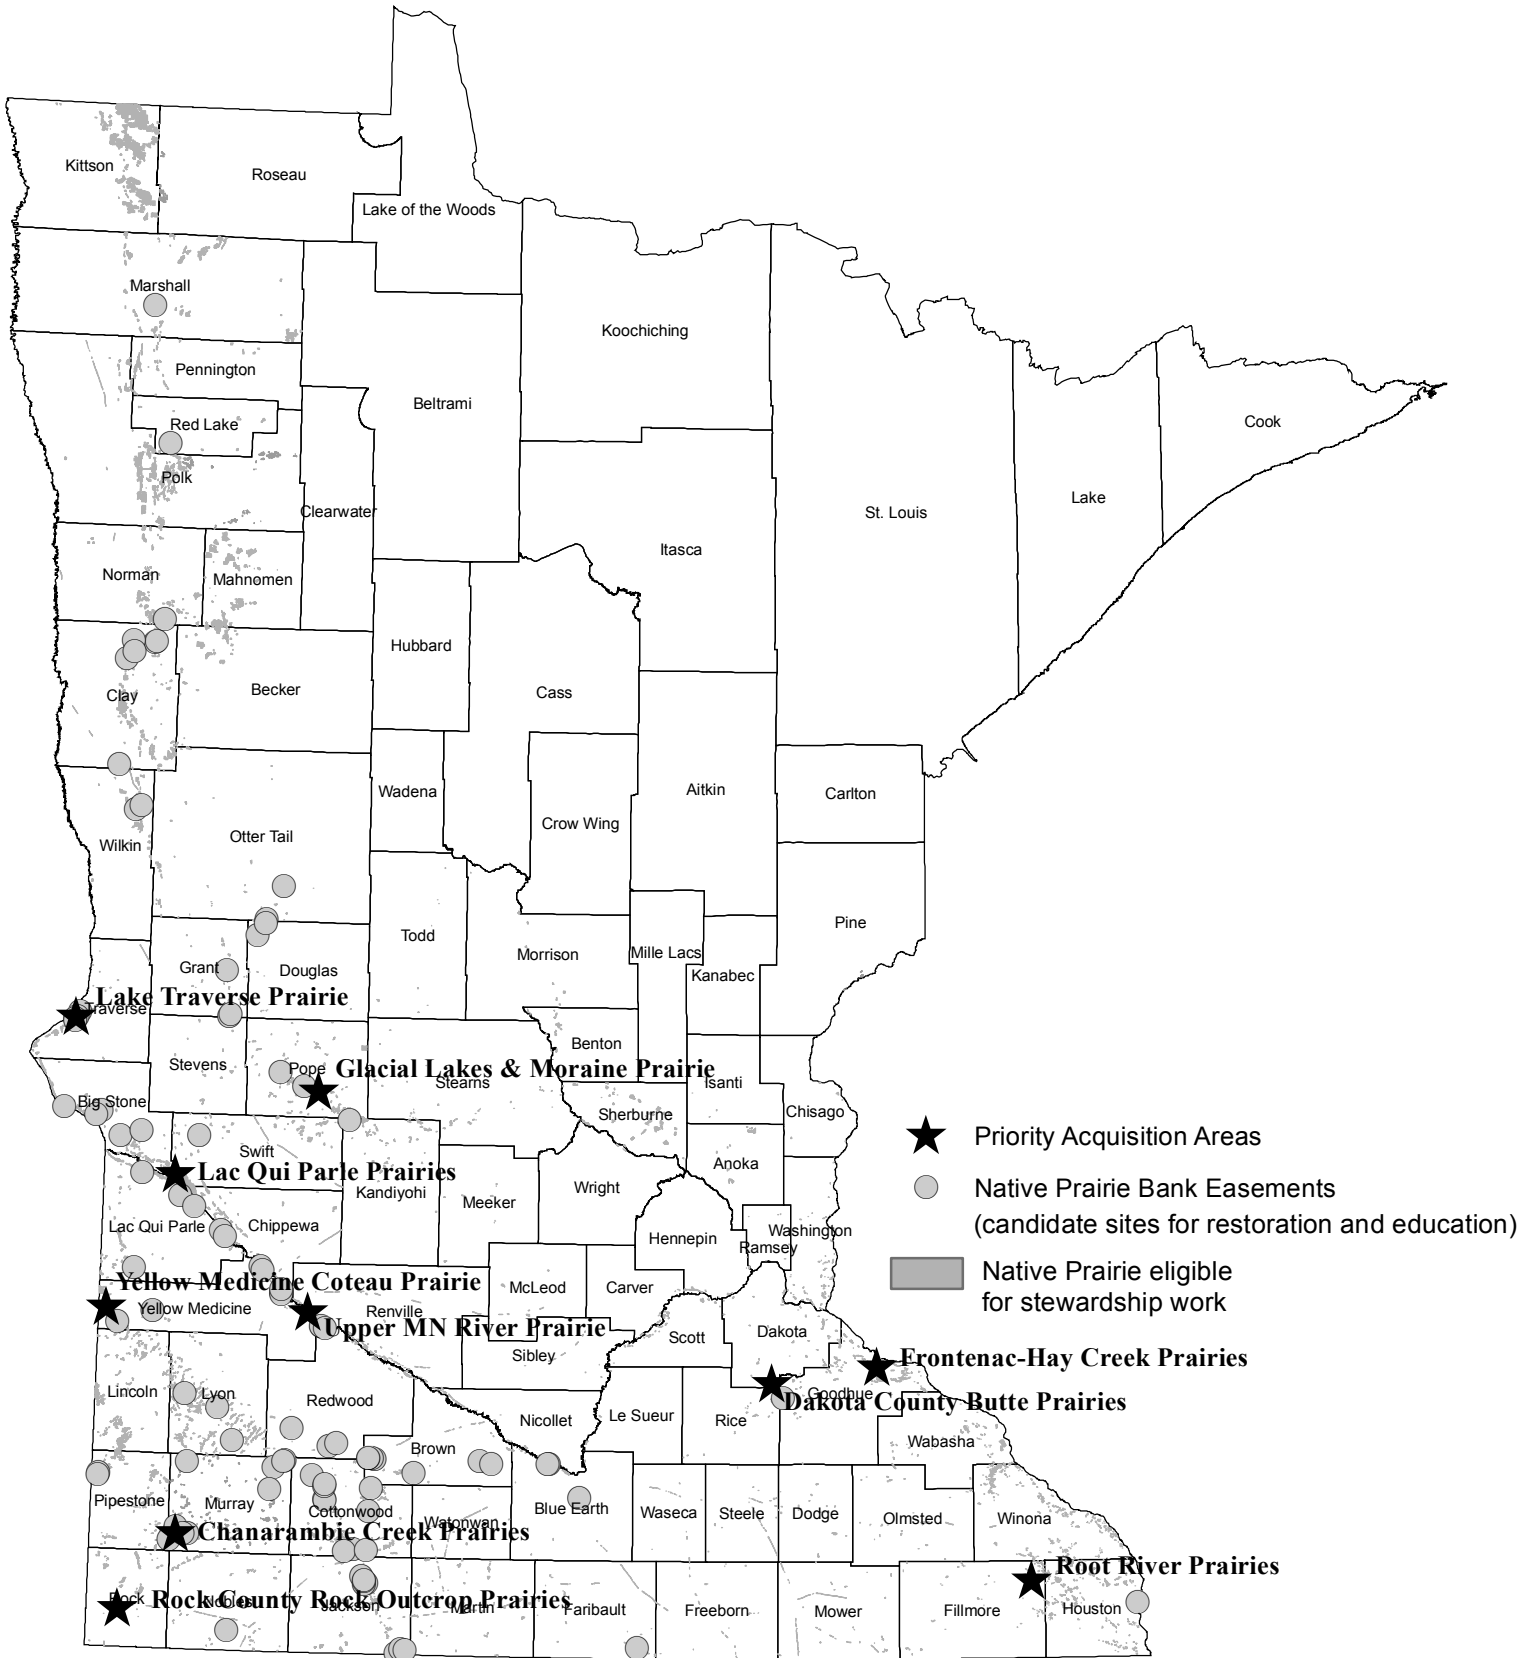 Kittson
Roseau
Lake of the Woods
Marshall
Koochiching
Pennington
Beltrami
Red Lake
Cook
Polk
Lake
Clearwater
St. Louis
Itasca
Norman
Mahnomen
Hubbard
Becker
Cass
Clay
Wadena
Aitkin
Carlton
Crow Wing
Otter Tail
Wilkin
Pine
Todd
Morrison
Mille Lacs
Kanabec
Grant
Douglas
Lake Traverse Prairie
Traverse
Benton
Stevens
Pope
Glacial Lakes & Moraine Prairie
Stearns
Isanti
Big Stone
Sherburne
Chisago
Priority Acquisition Areas
Swift
Anoka
Lac Qui Parle Prairies
Kandiyohi
Meeker
Wright
Native Prairie Bank Easements
(candidate sites for restoration and education)
Lac Qui Parle
Chippewa
Hennepin
Washington
Ramsey
Native Prairie eligible
for stewardship work
Yellow Medicine Coteau Prairie
McLeod
Carver
Yellow Medicine
Renville
Upper MN River Prairie
Scott
Dakota
Sibley
Frontenac-Hay Creek Prairies
Lincoln
Lyon
Redwood
Goodhue
Dakota County Butte Prairies
Nicollet
Le Sueur
Rice
Brown
Wabasha
Pipestone
Murray
Cottonwood
Watonwan
Blue Earth
Waseca
Steele
Dodge
Olmsted
Winona
Chanarambie Creek Prairies
Root River Prairies
Rock
Nobles
Rock County Rock Outcrop Prairies
Jackson
Martin
Faribault
Freeborn
Mower
Fillmore
Houston